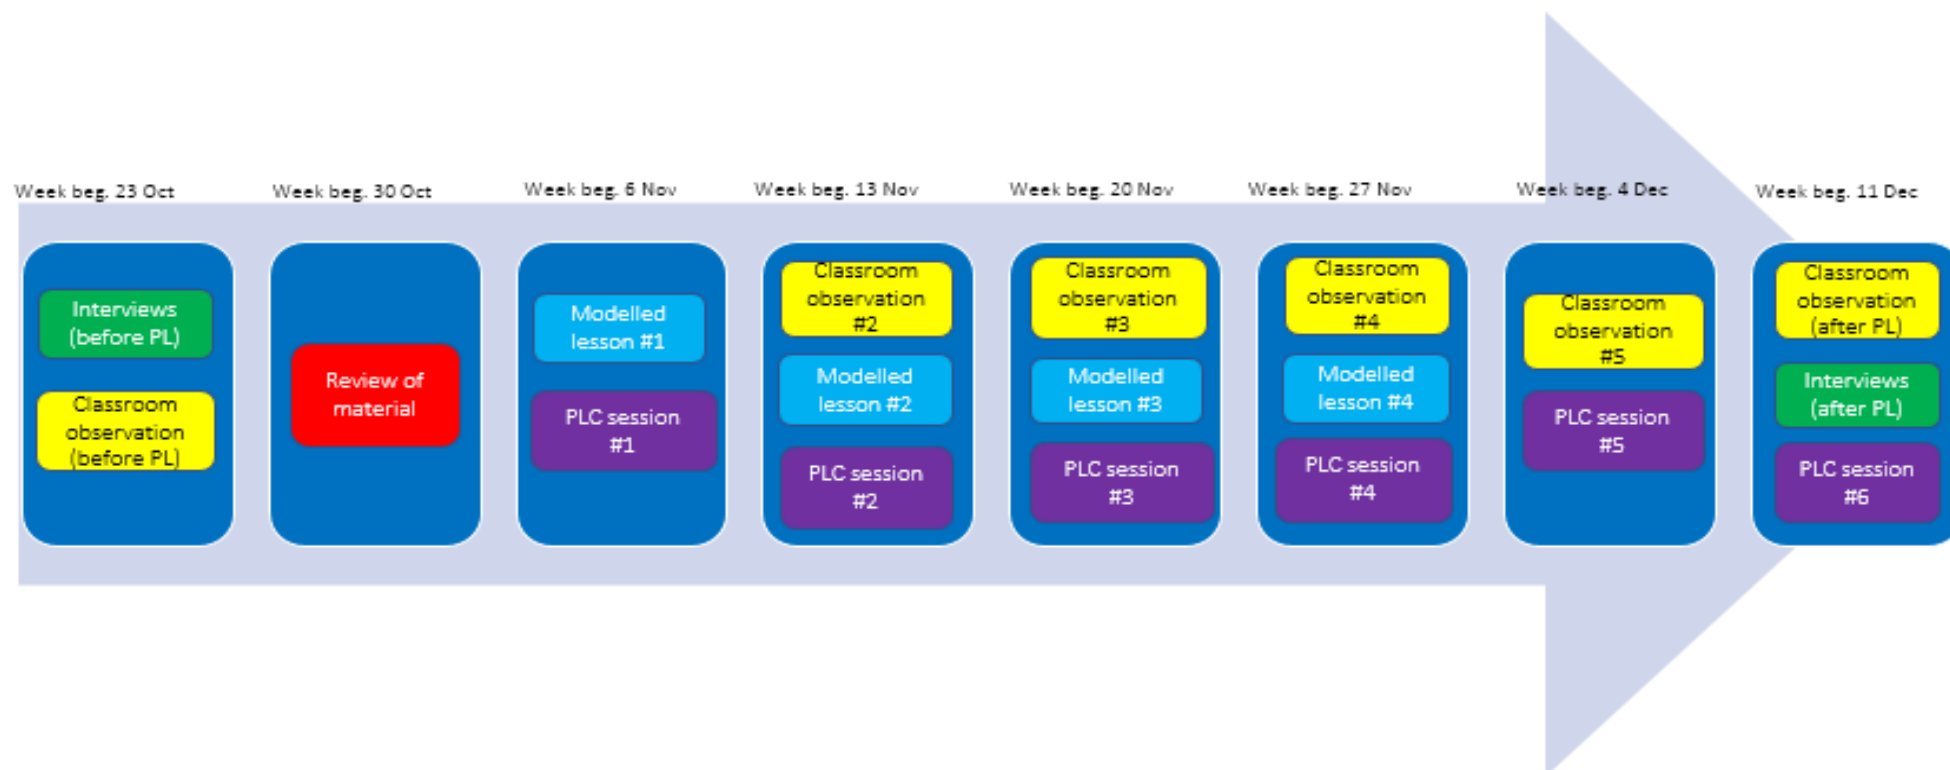 Week beg. 23 Oct
Interviews
(before PL)
Classroom
observation
(before PL)
Week beg. 30 Oct
Review of
material
Week beg. 6 Nov
Modelled
lesson #1
PLC session
#1
Week beg. 13 Nov
Classroom
observation
#2
Modelled
lesson #2
PLC session
#2
Week beg. 20 Nov
Classroom
observation
#3
Modelled
lesson #3
PLC session
#3
Week beg. 27 Nov
Classroom
observation
#4
Modelled
lesson #4
PLC session
#4
Week beg. 4 Dec
Classroom
observation
#5
PLC session
#5
Week beg. 11 Dec
Classroom
observation
(after PL)
Interviews
(after PL)
PLC session
#6